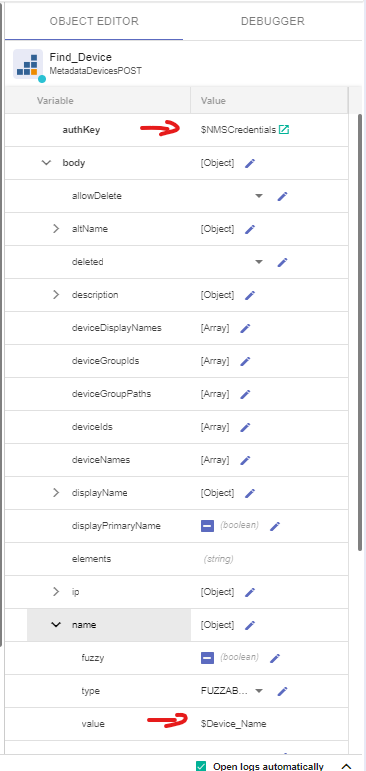 OBJECT EDITOR DEBUGGER
Find_Device
MetadataDevicesPOST
Variable Value
authKey $NMSCredentials
body [Object]
allowDelete
altName [Object]
deleted
description [Object]
deviceDisplayNames [Array]
deviceGroupIds [Array]
deviceGroupPaths [Array]
deviceIds [Array]
deviceNames [Array]
displayName [Object]
displayPrimaryName (boolean)
elements (string)
ip [Object]
name [Object]
fuzzy (boolean)
type FUZZAB...
value $Device_Name
Open logs automatically